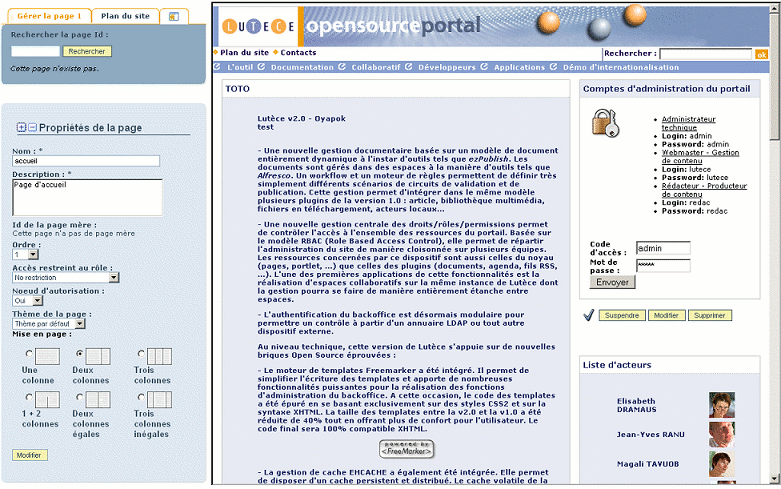 Gérer la page 1
Plan du site
Rechercher la page Id :
Rechercher
Cette page n'existe pas.
Propriétés de la page
Nom : *
accueil
Description : *
Page d'accueil
Id de la page mère :
Cette page n'a pas de page mère
Ordre :
1
Accès restreint au rôle :
No restriction
Noeud d'autorisation :
Oui
Thème de la page :
Thème par défaut
Mise en page :
Une colonne
Deux colonnes
Trois colonnes
1 + 2 colonnes
Deux colonnes égales
Trois colonnes inégales
Modifier
LUTECE opensourceportal
Plan du site
Contacts
Rechercher :
ok
L'outil
Documentation
Collaboratif
Développeurs
Applications
Démo d'internationalisation
TOTO
Lutèce v2.0 - Oyapok
test
- Une nouvelle gestion documentaire basée sur un modèle de document
entièrement dynamique à l'instar d'outils tels que ezPublish. Les
documents sont gérés dans des espaces à la manière d'outils tels que
Alfresco. Un workflow et un moteur de règles permettent de définir très
simplement différents scénarios de circuits de validation et de
publication. Cette gestion permet d'intégrer dans le même modèle
plusieurs plugins de la version 1.0 : article, bibliothèque multimédia,
fichiers en téléchargement, acteurs locaux...
- Une nouvelle gestion centrale des droits/rôles/permissions permet
de contrôler l'accès à l'ensemble des ressources du portail. Basée sur
le modèle RBAC (Role Based Access Control), elle permet de répartir
l'administration du site de manière cloisonnée sur plusieurs équipes.
Les ressources concernées par ce dispositif sont aussi celles du noyau
(pages, portlet, ...) que celles des plugins (documents, agenda, fils RSS,
...). L'une des premières applications de cette fonctionnalités est la
réalisation d'espaces collaboratifs sur la même instance de Lutèce dont
la gestion pourra se faire de manière entièrement étanche entre
espaces.
- L'authentification du backoffice est désormais modulaire pour
permettre un contrôle à partir d'un annuaire LDAP ou tout autre
dispositif externe.
Au niveau technique, cette version de Lutèce s'appuie sur de nouvelles
briques Open Source éprouvées :
- Le moteur de templates Freemarker a été intégré. Il permet de
simplifier l'écriture des templates et apporte de nombreuses
fonctionnalités puissantes pour la réalisation des fonctions
d'administration du backoffice. A cette occasion, le code des templates
a été épuré en se basant exclusivement sur des styles CSS2 et sur la
syntaxe XHTML. La taille des templates entre la v2.0 et la v1.0 a été
réduite de 40% tout en offrant plus de confort pour l'utilisateur. Le
code final sera 100% compatible XHTML.
powered by
<FreeMarker>
- La gestion de cache EHCACHE a également été intégrée. Elle permet
de disposer d'un cache persistent et distribué. Le cache volatile de la
Comptes d'administration du portail
Administrateur
technique
Login: admin
Password: admin
Webmaster - Gestion
de contenu
Login: lutece
Password: lutece
Rédacteur - Producteur
de contenu
Login: redac
Password: redac
Code
d'accès :
admin
Mot de
passe :
******
Envoyer
Suspendre
Modifier
Supprimer
Liste d'acteurs
Elisabeth
DRAMAUS
Jean-Yves RANU
Magali TAVUOB